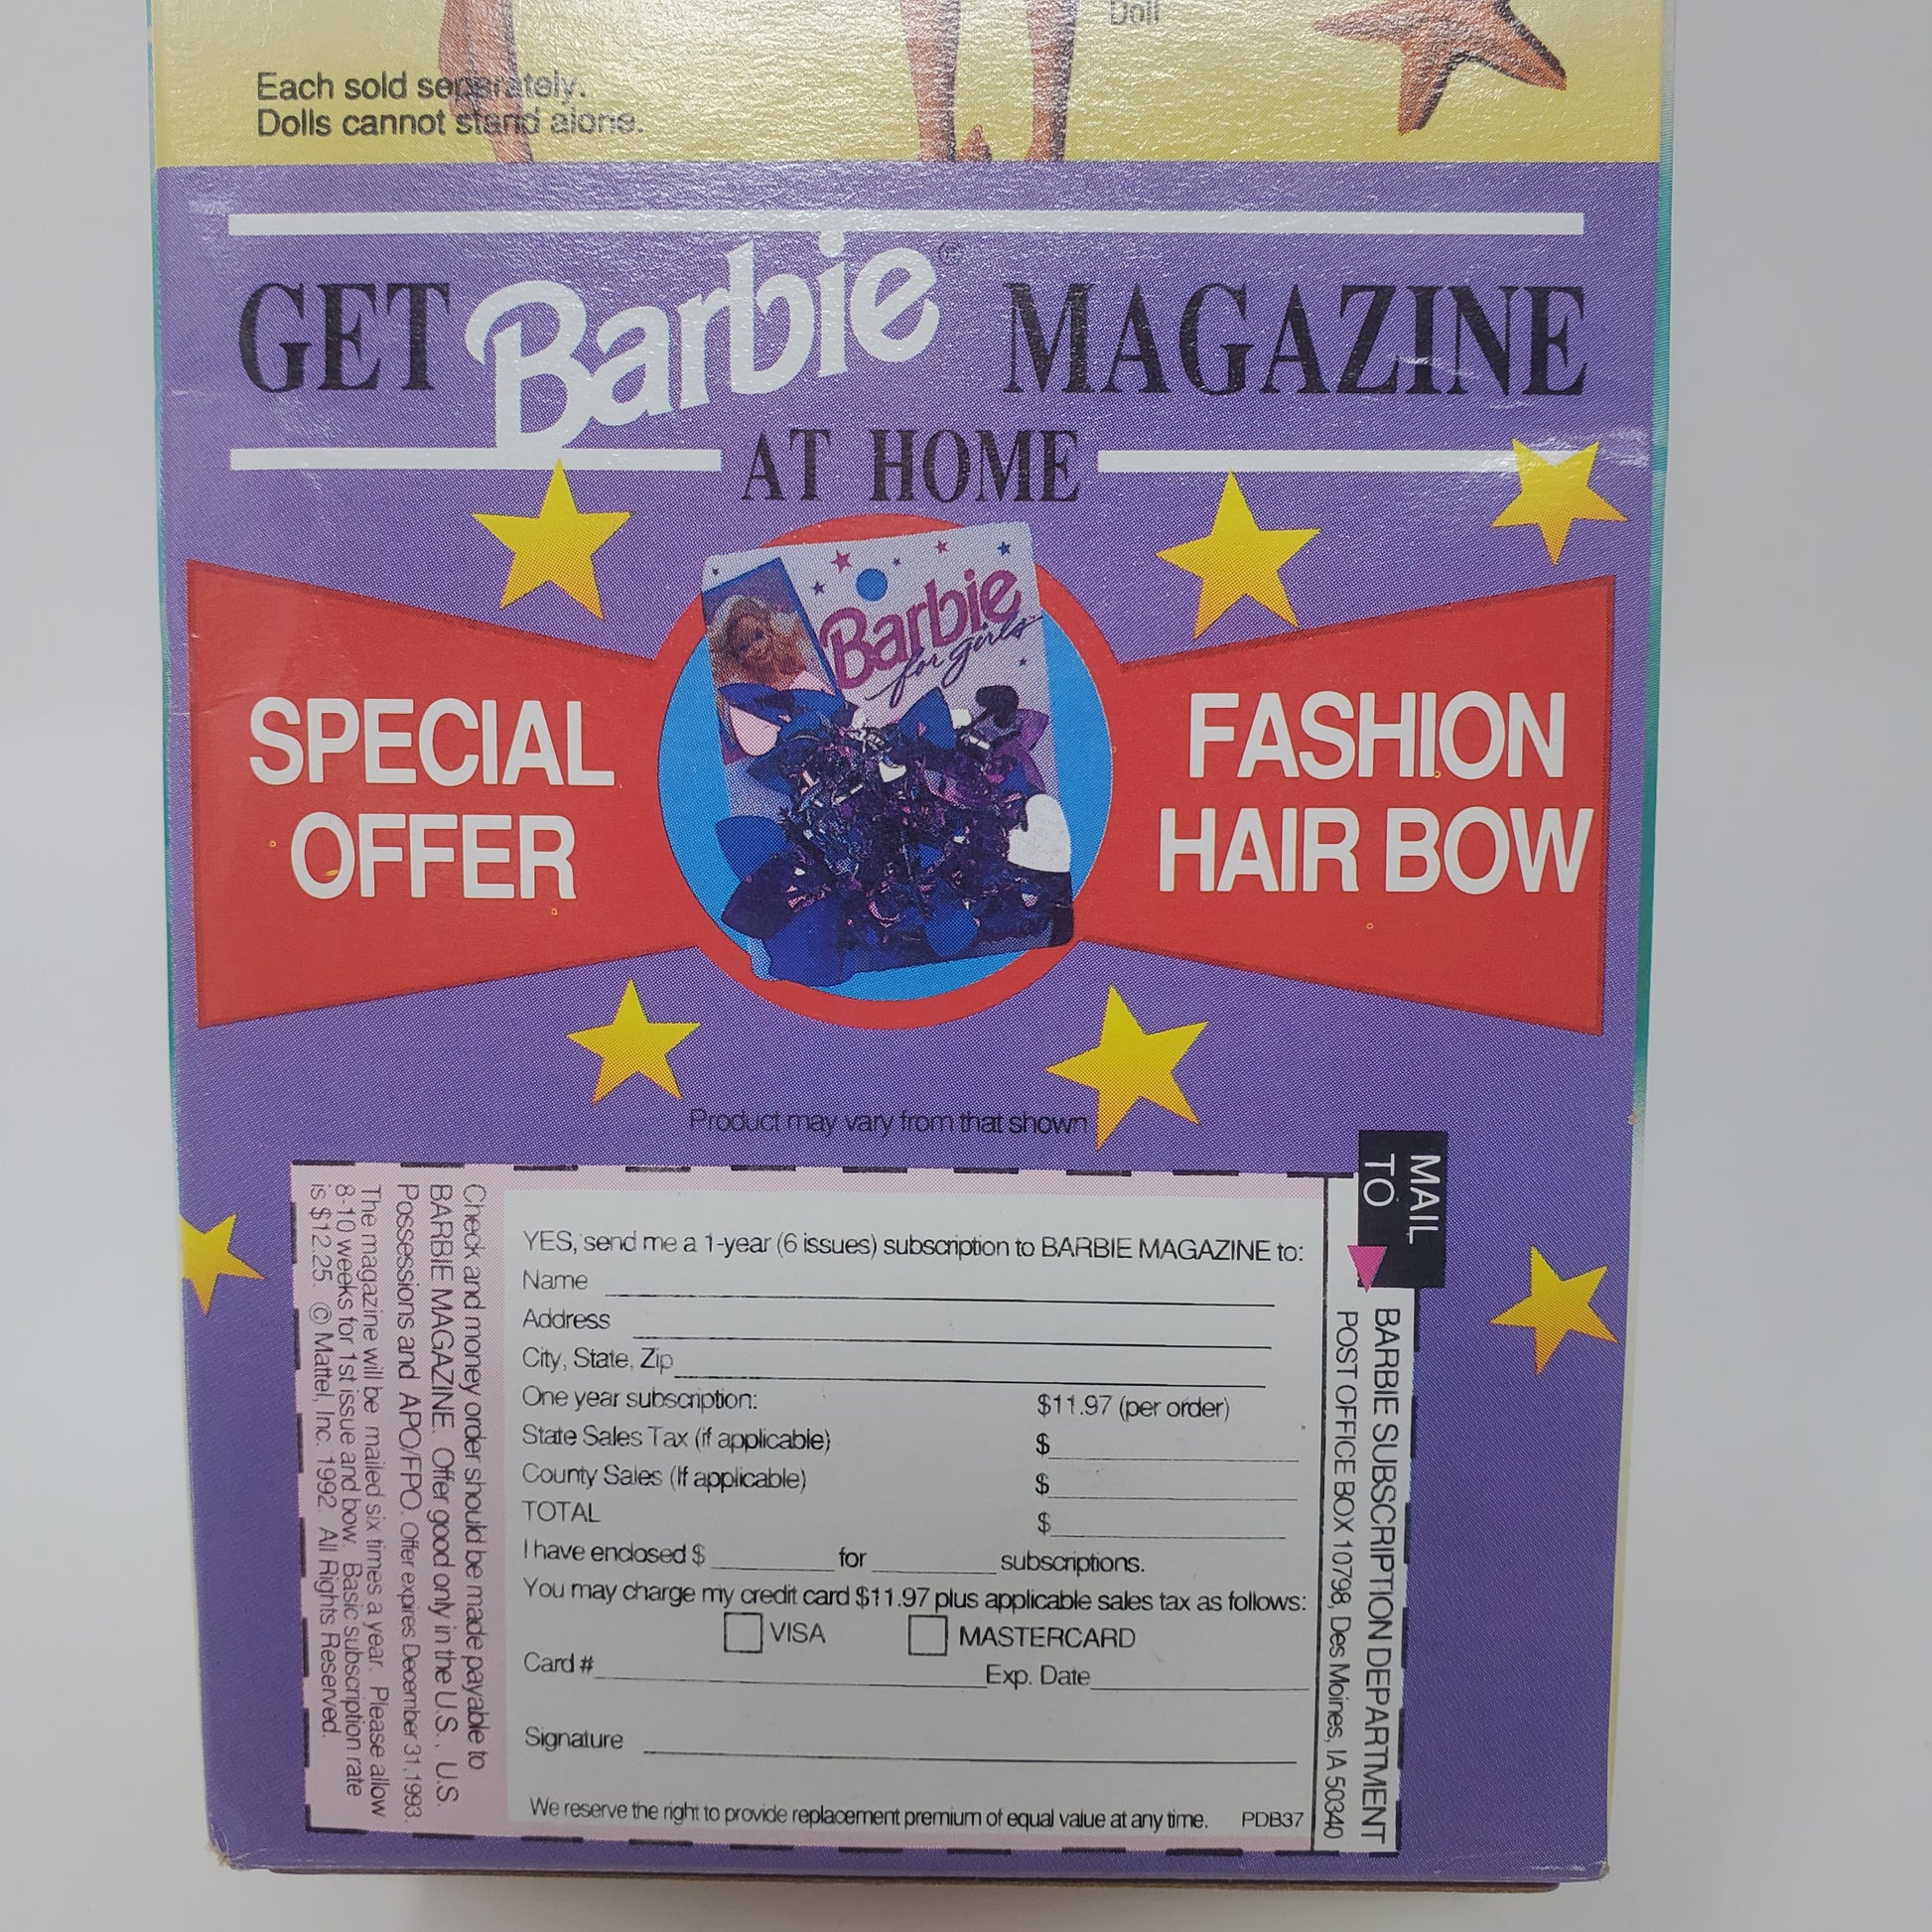 Doll
Each sold separately.
Dolls cannot stand alone.
GET Barbie® MAGAZINE
AT HOME
SPECIAL
OFFER
Barbie
for girls
FASHION
HAIR BOW
Product may vary from that shown
MAIL
TO
BARBIE SUBSCRIPTION DEPARTMENT
POST OFFICE BOX 10798, Des Moines, IA 50340
YES, send me a 1-year (6 issues) subscription to BARBIE MAGAZINE to:
Name
Address
City, State, Zip
One year subscription: $11.97 (per order)
State Sales Tax (if applicable) $
County Sales (If applicable) $
TOTAL $
I have enclosed $ for subscriptions.
You may charge my credit card $11.97 plus applicable sales tax as follows:
VISA MASTERCARD
Card # Exp. Date
Signature
We reserve the right to provide replacement premium of equal value at any time. PDB37
Check and money order should be made payable to
BARBIE MAGAZINE. Offer good only in the U.S., U.S.
Possessions and APO/FPO. Offer expires December 31, 1993.
The magazine will be mailed six times a year. Please allow
8-10 weeks for 1st issue and bow. Basic subscription rate
is $12.25. © Mattel, Inc. 1992. All Rights Reserved.